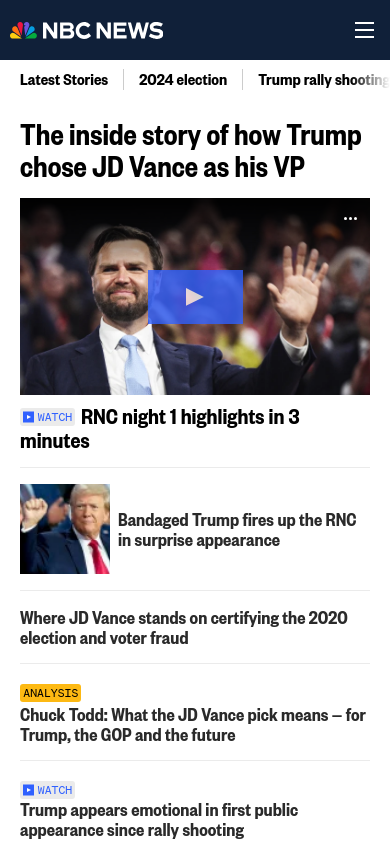 NBC NEWS
Latest Stories
2024 election
Trump rally shooting
The inside story of how Trump
chose JD Vance as his VP
WATCH RNC night 1 highlights in 3
minutes
Bandaged Trump fires up the RNC
in surprise appearance
Where JD Vance stands on certifying the 2020
election and voter fraud
ANALYSIS
Chuck Todd: What the JD Vance pick means – for
Trump, the GOP and the future
WATCH
Trump appears emotional in first public
appearance since rally shooting